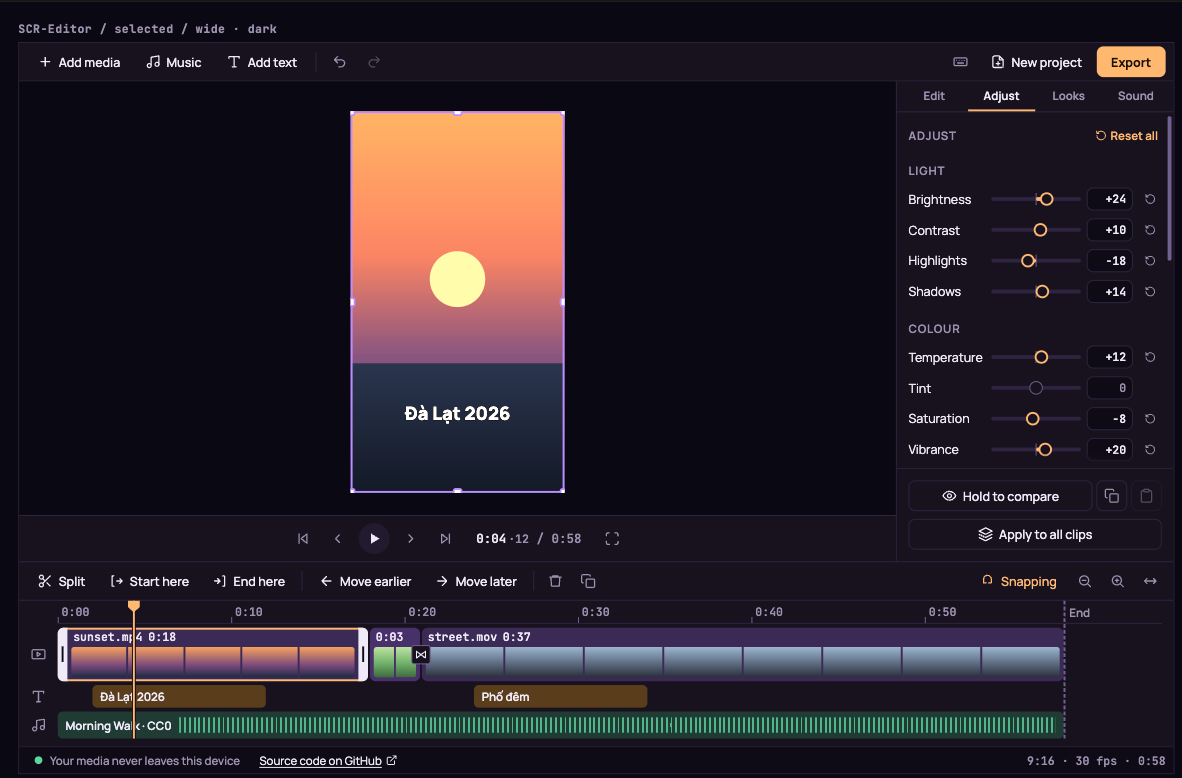 SCR-Editor / selected / wide · dark
Add media Music Add text New project Export
Edit Adjust Looks Sound
ADJUST Reset all
LIGHT
Brightness +24
Contrast +10
Highlights -18
Shadows +14
COLOUR
Temperature +12
Tint 0
Saturation -8
Vibrance +20
Đà Lạt 2026
Hold to compare
Apply to all clips
0:04·12 / 0:58
Split Start here End here Move earlier Move later Snapping
0:00 0:10 0:20 0:30 0:40 0:50 End
sunset.mp4 0:18 0:03 street.mov 0:37
Đà Lạt 2026 Phố đêm
Morning Walk · CC0
Your media never leaves this device Source code on GitHub 9:16 · 30 fps · 0:58